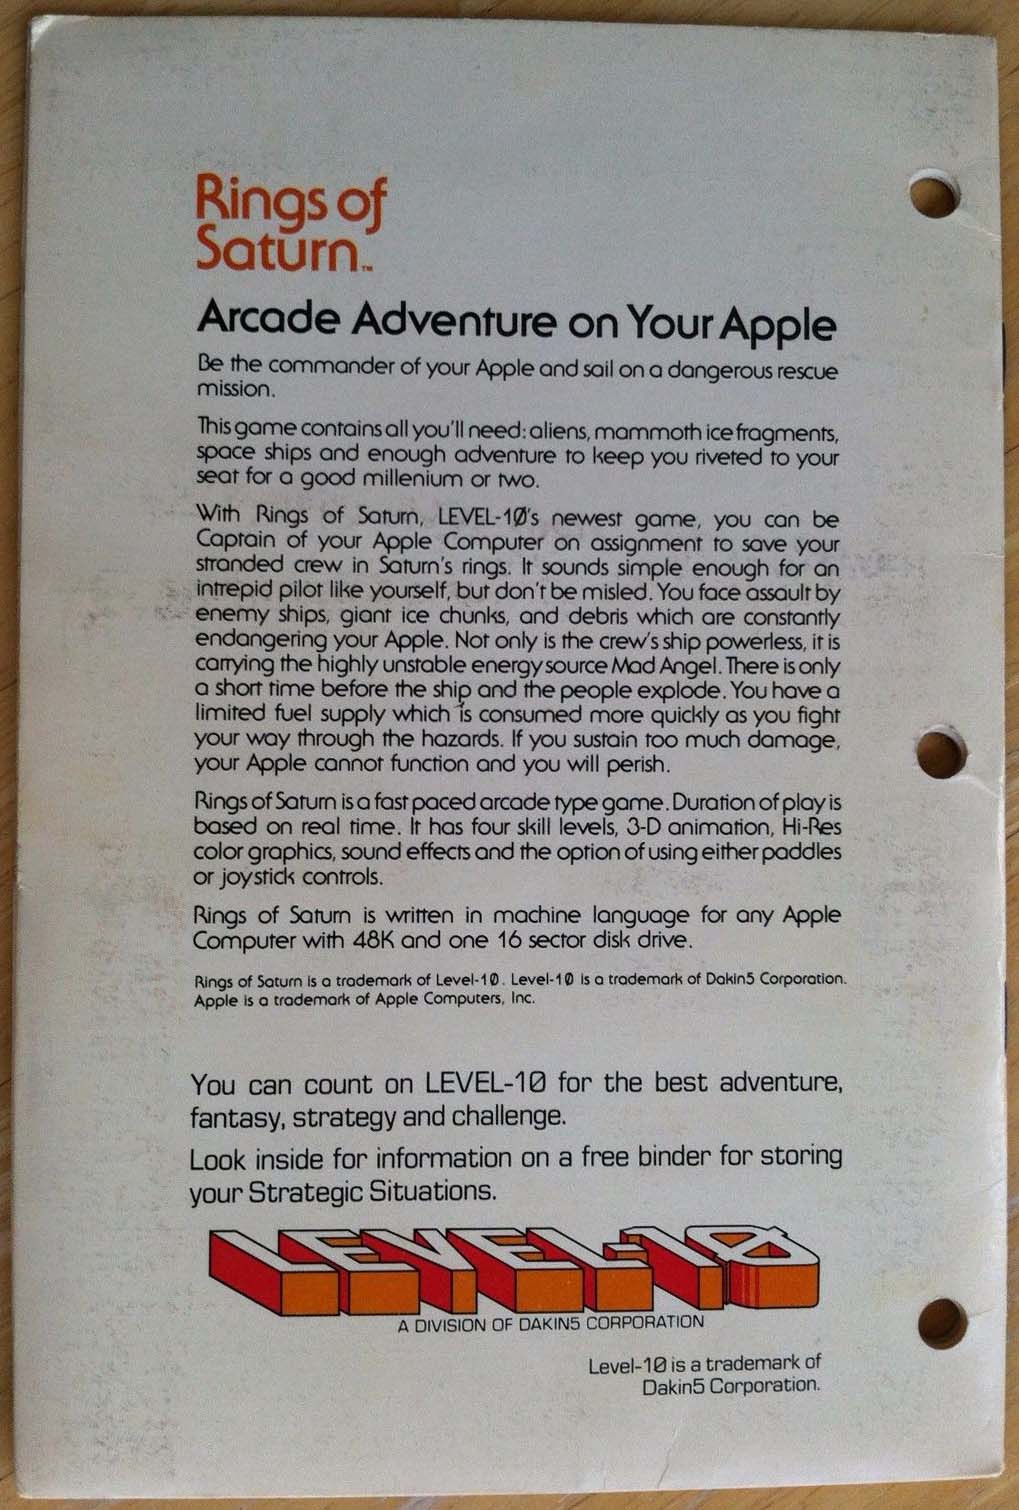 Rings of
Saturn™
Arcade Adventure on Your Apple
Be the commander of your Apple and sail on a dangerous rescue
mission.
This game contains all you'll need: aliens, mammoth ice fragments,
space ships and enough adventure to keep you riveted to your
seat for a good millenium or two.
With Rings of Saturn, LEVEL-10's newest game, you can be
Captain of your Apple Computer on assignment to save your
stranded crew in Saturn's rings. It sounds simple enough for an
intrepid pilot like yourself, but don't be misled. You face assault by
enemy ships, giant ice chunks, and debris which are constantly
endangering your Apple. Not only is the crew's ship powerless, it is
carrying the highly unstable energy source Mad Angel. There is only
a short time before the ship and the people explode. You have a
limited fuel supply which is consumed more quickly as you fight
your way through the hazards. If you sustain too much damage,
your Apple cannot function and you will perish.
Rings of Saturn is a fast paced arcade type game. Duration of play is
based on real time. It has four skill levels, 3-D animation, Hi-Res
color graphics, sound effects and the option of using either paddles
or joystick controls.
Rings of Saturn is written in machine language for any Apple
Computer with 48K and one 16 sector disk drive.
Rings of Saturn is a trademark of Level-10. Level-10 is a trademark of Dakin5 Corporation.
Apple is a trademark of Apple Computers, Inc.
You can count on LEVEL-10 for the best adventure,
fantasy, strategy and challenge.
Look inside for information on a free binder for storing
your Strategic Situations.
LEVEL-10
A DIVISION OF DAKIN5 CORPORATION
Level-10 is a trademark of
Dakin5 Corporation.